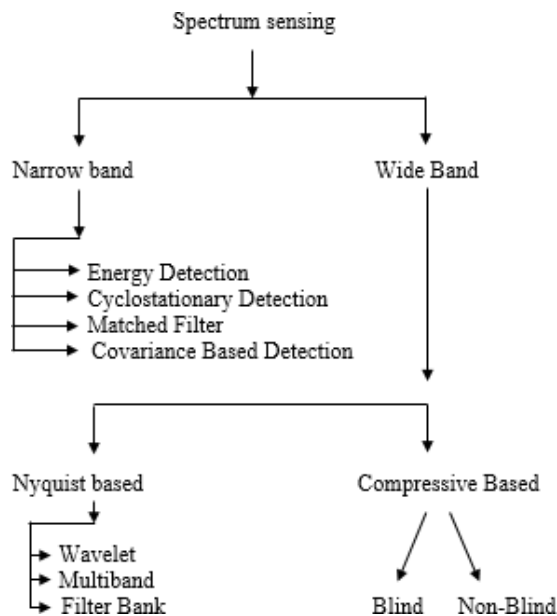 Spectrum sensing
Narrow band
Wide Band
Energy Detection
Cyclostationary Detection
Matched Filter
Covariance Based Detection
Nyquist based
Compressive Based
Wavelet
Multiband
Filter Bank
Blind
Non-Blind